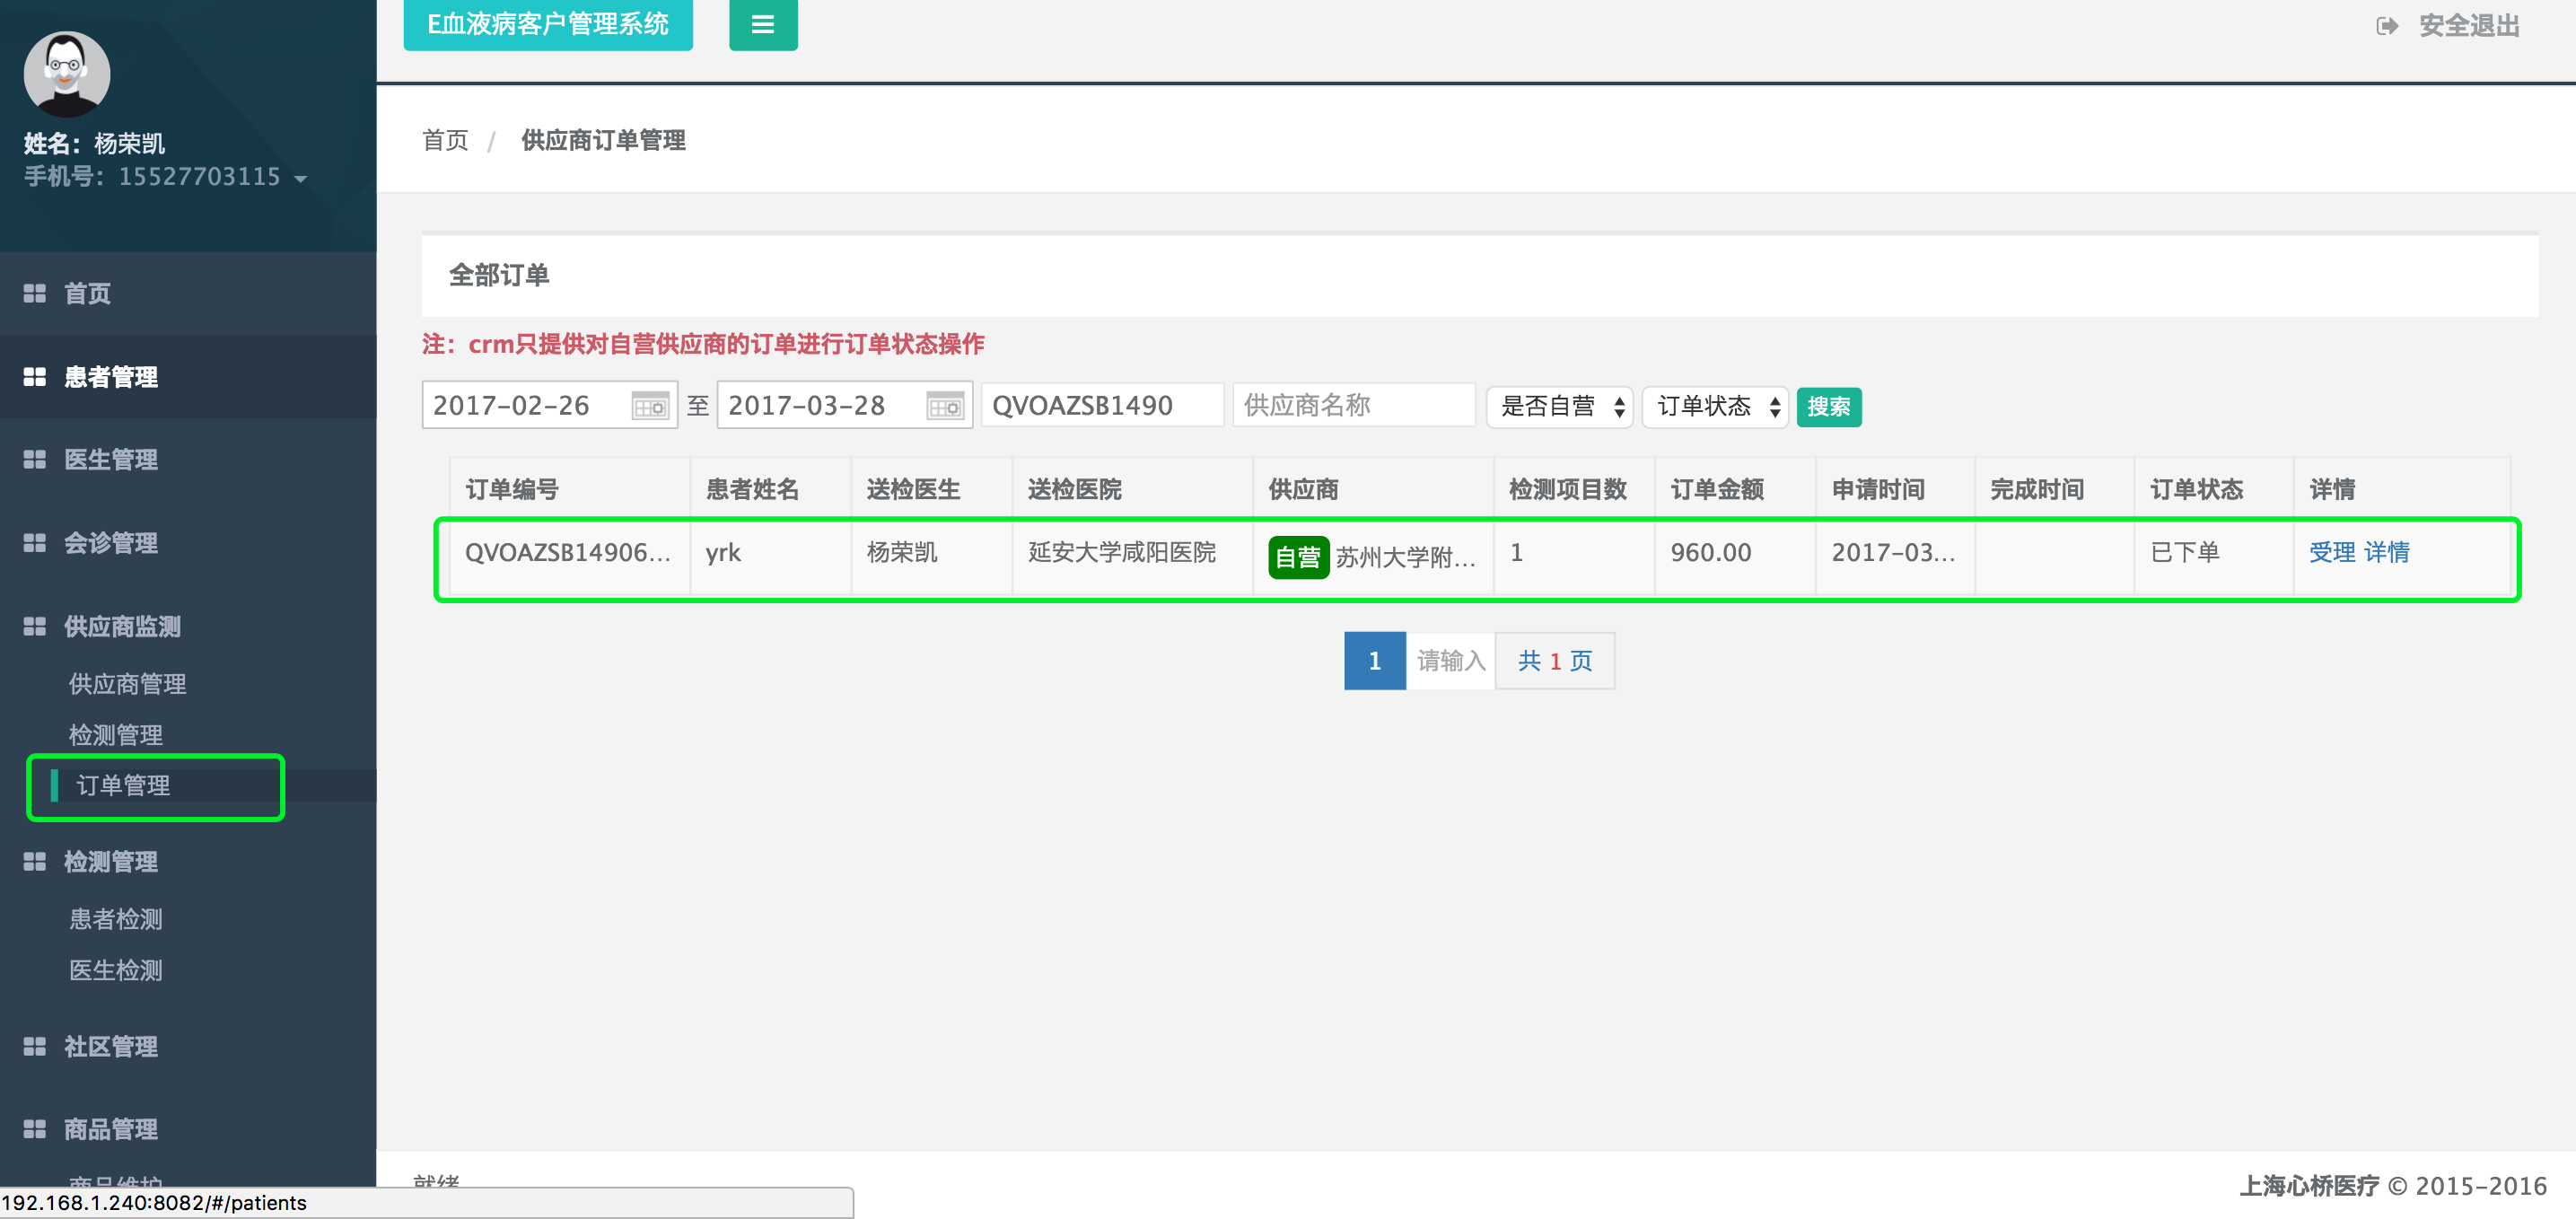 E血液病客户管理系统
安全退出
姓名：杨荣凯
手机号：15527703115
首页
患者管理
医生管理
会诊管理
供应商监测
供应商管理
检测管理
订单管理
检测管理
患者检测
医生检测
社区管理
商品管理
商品维护
192.168.1.240:8082/#/patients
首页 / 供应商订单管理
全部订单
注：crm只提供对自营供应商的订单进行订单状态操作
2017-02-26 至 2017-03-28 QVOAZSB1490 供应商名称 是否自营 订单状态 搜索
订单编号 患者姓名 送检医生 送检医院 供应商 检测项目数 订单金额 申请时间 完成时间 订单状态 详情
QVOAZSB14906... yrk 杨荣凯 延安大学咸阳医院 自营 苏州大学附... 1 960.00 2017-03... 已下单 受理 详情
1 请输入 共 1 页
就绪
上海心桥医疗 © 2015-2016